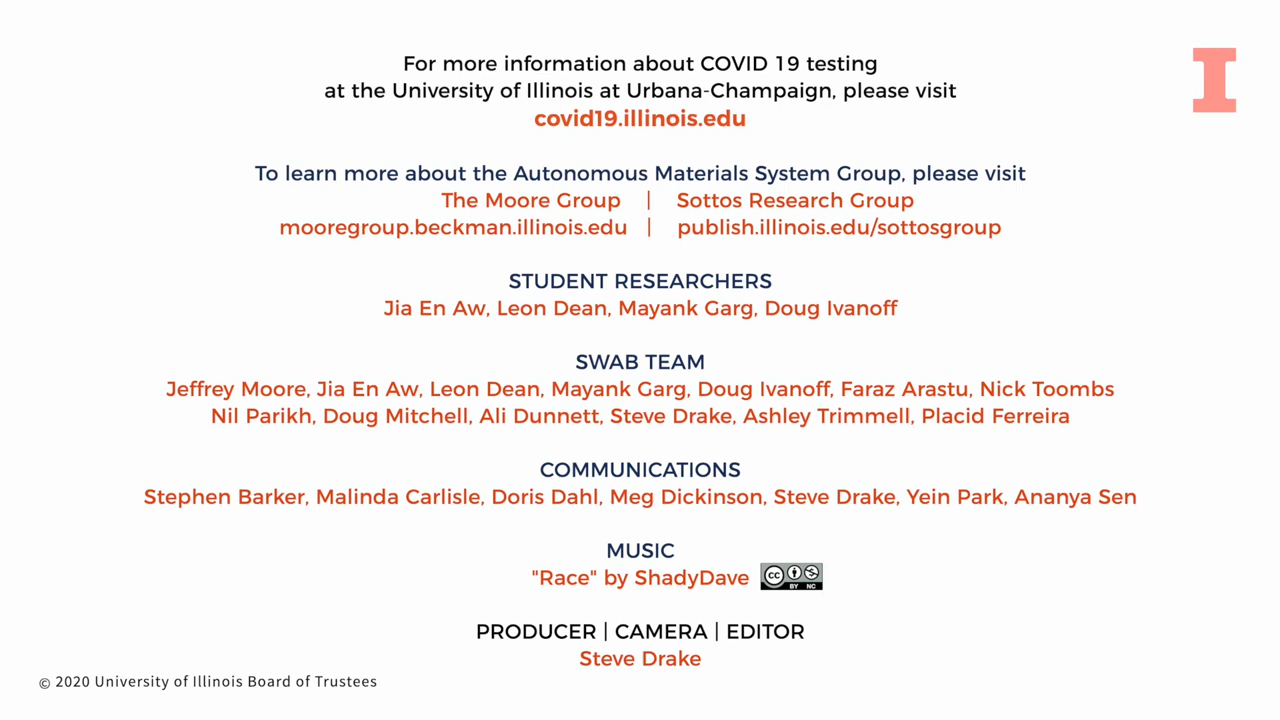 For more information about COVID 19 testing
at the University of Illinois at Urbana-Champaign, please visit
covid19.illinois.edu
To learn more about the Autonomous Materials System Group, please visit
The Moore Group | Sottos Research Group
mooregroup.beckman.illinois.edu | publish.illinois.edu/sottosgroup
STUDENT RESEARCHERS
Jia En Aw, Leon Dean, Mayank Garg, Doug Ivanoff
SWAB TEAM
Jeffrey Moore, Jia En Aw, Leon Dean, Mayank Garg, Doug Ivanoff, Faraz Arastu, Nick Toombs
Nil Parikh, Doug Mitchell, Ali Dunnett, Steve Drake, Ashley Trimmell, Placid Ferreira
COMMUNICATIONS
Stephen Barker, Malinda Carlisle, Doris Dahl, Meg Dickinson, Steve Drake, Yein Park, Ananya Sen
MUSIC
"Race" by ShadyDave cc BY NC
PRODUCER | CAMERA | EDITOR
Steve Drake
© 2020 University of Illinois Board of Trustees
I